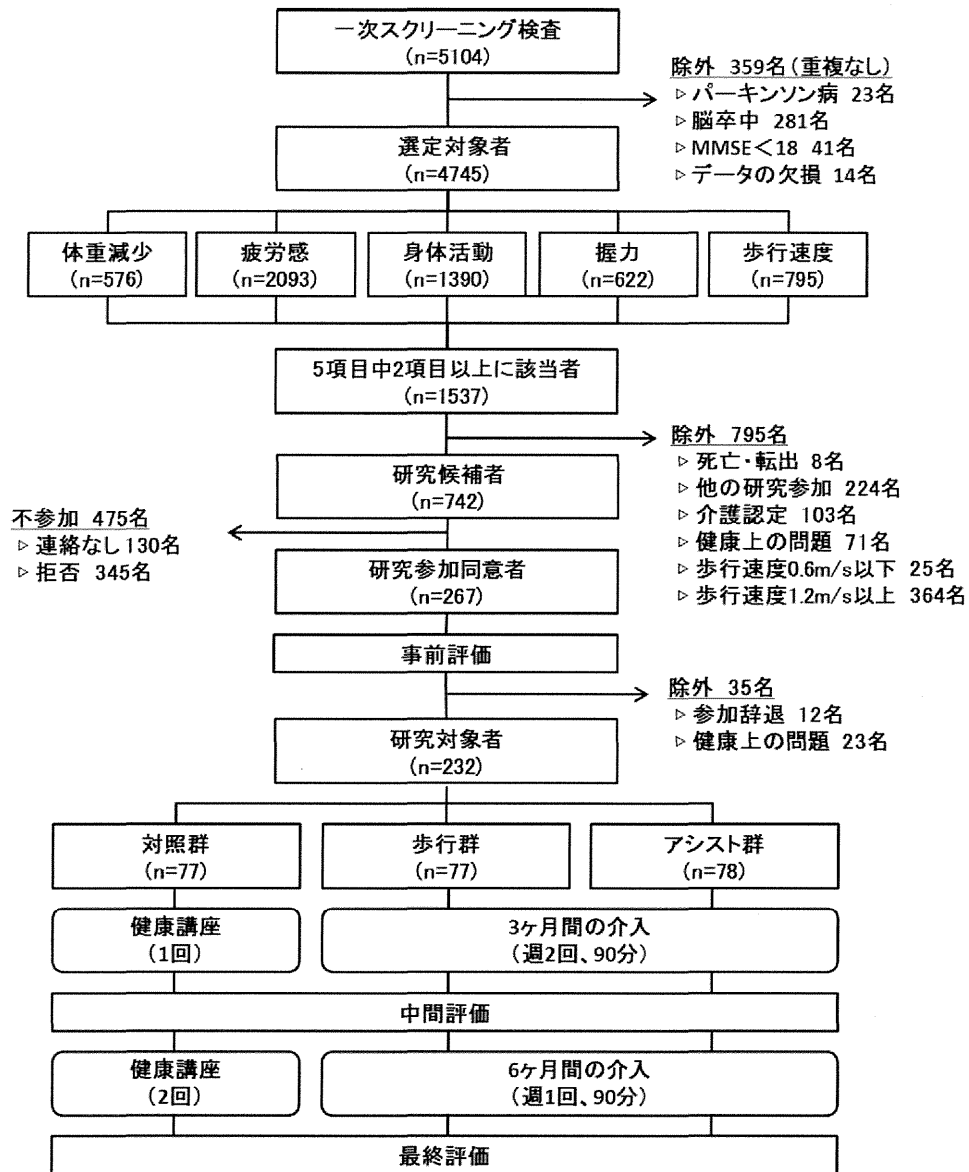 一次スクリーニング検査
(n=5104)
除外 359名(重複なし)
▷パーキンソン病 23名
▷脳卒中 281名
▷MMSE<18 41名
▷データの欠損 14名
選定対象者
(n=4745)
体重減少
(n=576)
疲労感
(n=2093)
身体活動
(n=1390)
握力
(n=622)
歩行速度
(n=795)
5項目中2項目以上に該当者
(n=1537)
除外 795名
▷死亡・転出 8名
▷他の研究参加 224名
▷介護認定 103名
▷健康上の問題 71名
▷歩行速度0.6m/s以下 25名
▷歩行速度1.2m/s以上 364名
研究候補者
(n=742)
不参加 475名
▷連絡なし130名
▷拒否 345名
研究参加同意者
(n=267)
事前評価
除外 35名
▷参加辞退 12名
▷健康上の問題 23名
研究対象者
(n=232)
対照群
(n=77)
歩行群
(n=77)
アシスト群
(n=78)
健康講座
(1回)
3ヶ月間の介入
(週2回、90分)
中間評価
健康講座
(2回)
6ヶ月間の介入
(週1回、90分)
最終評価